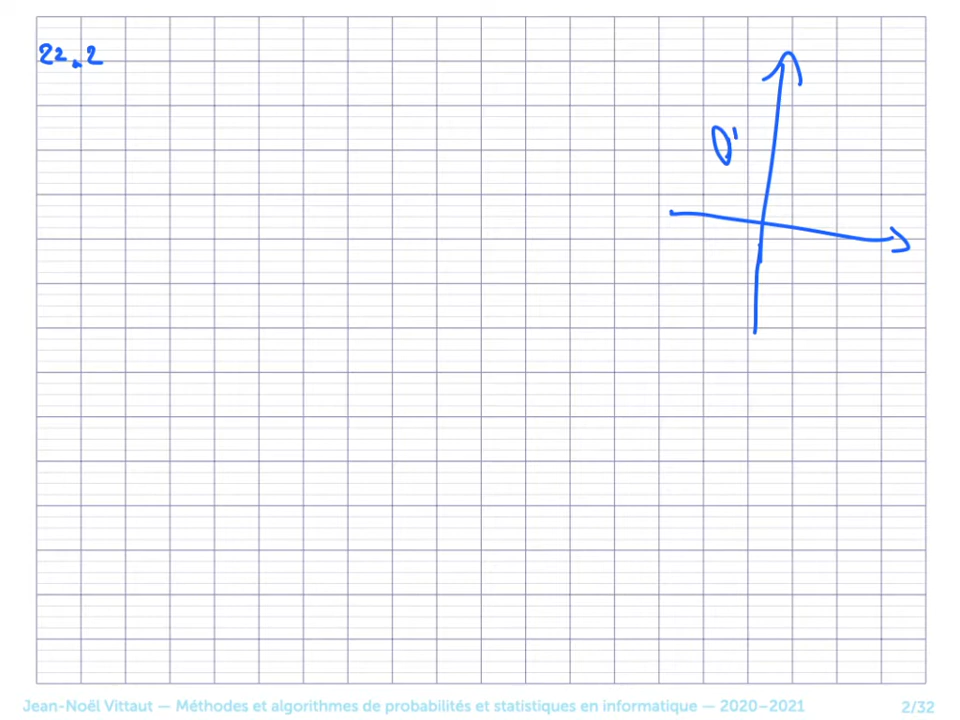 22.2
D'
Jean-Noël Vittaut — Méthodes et algorithmes de probabilités et statistiques en informatique — 2020–2021 2/32